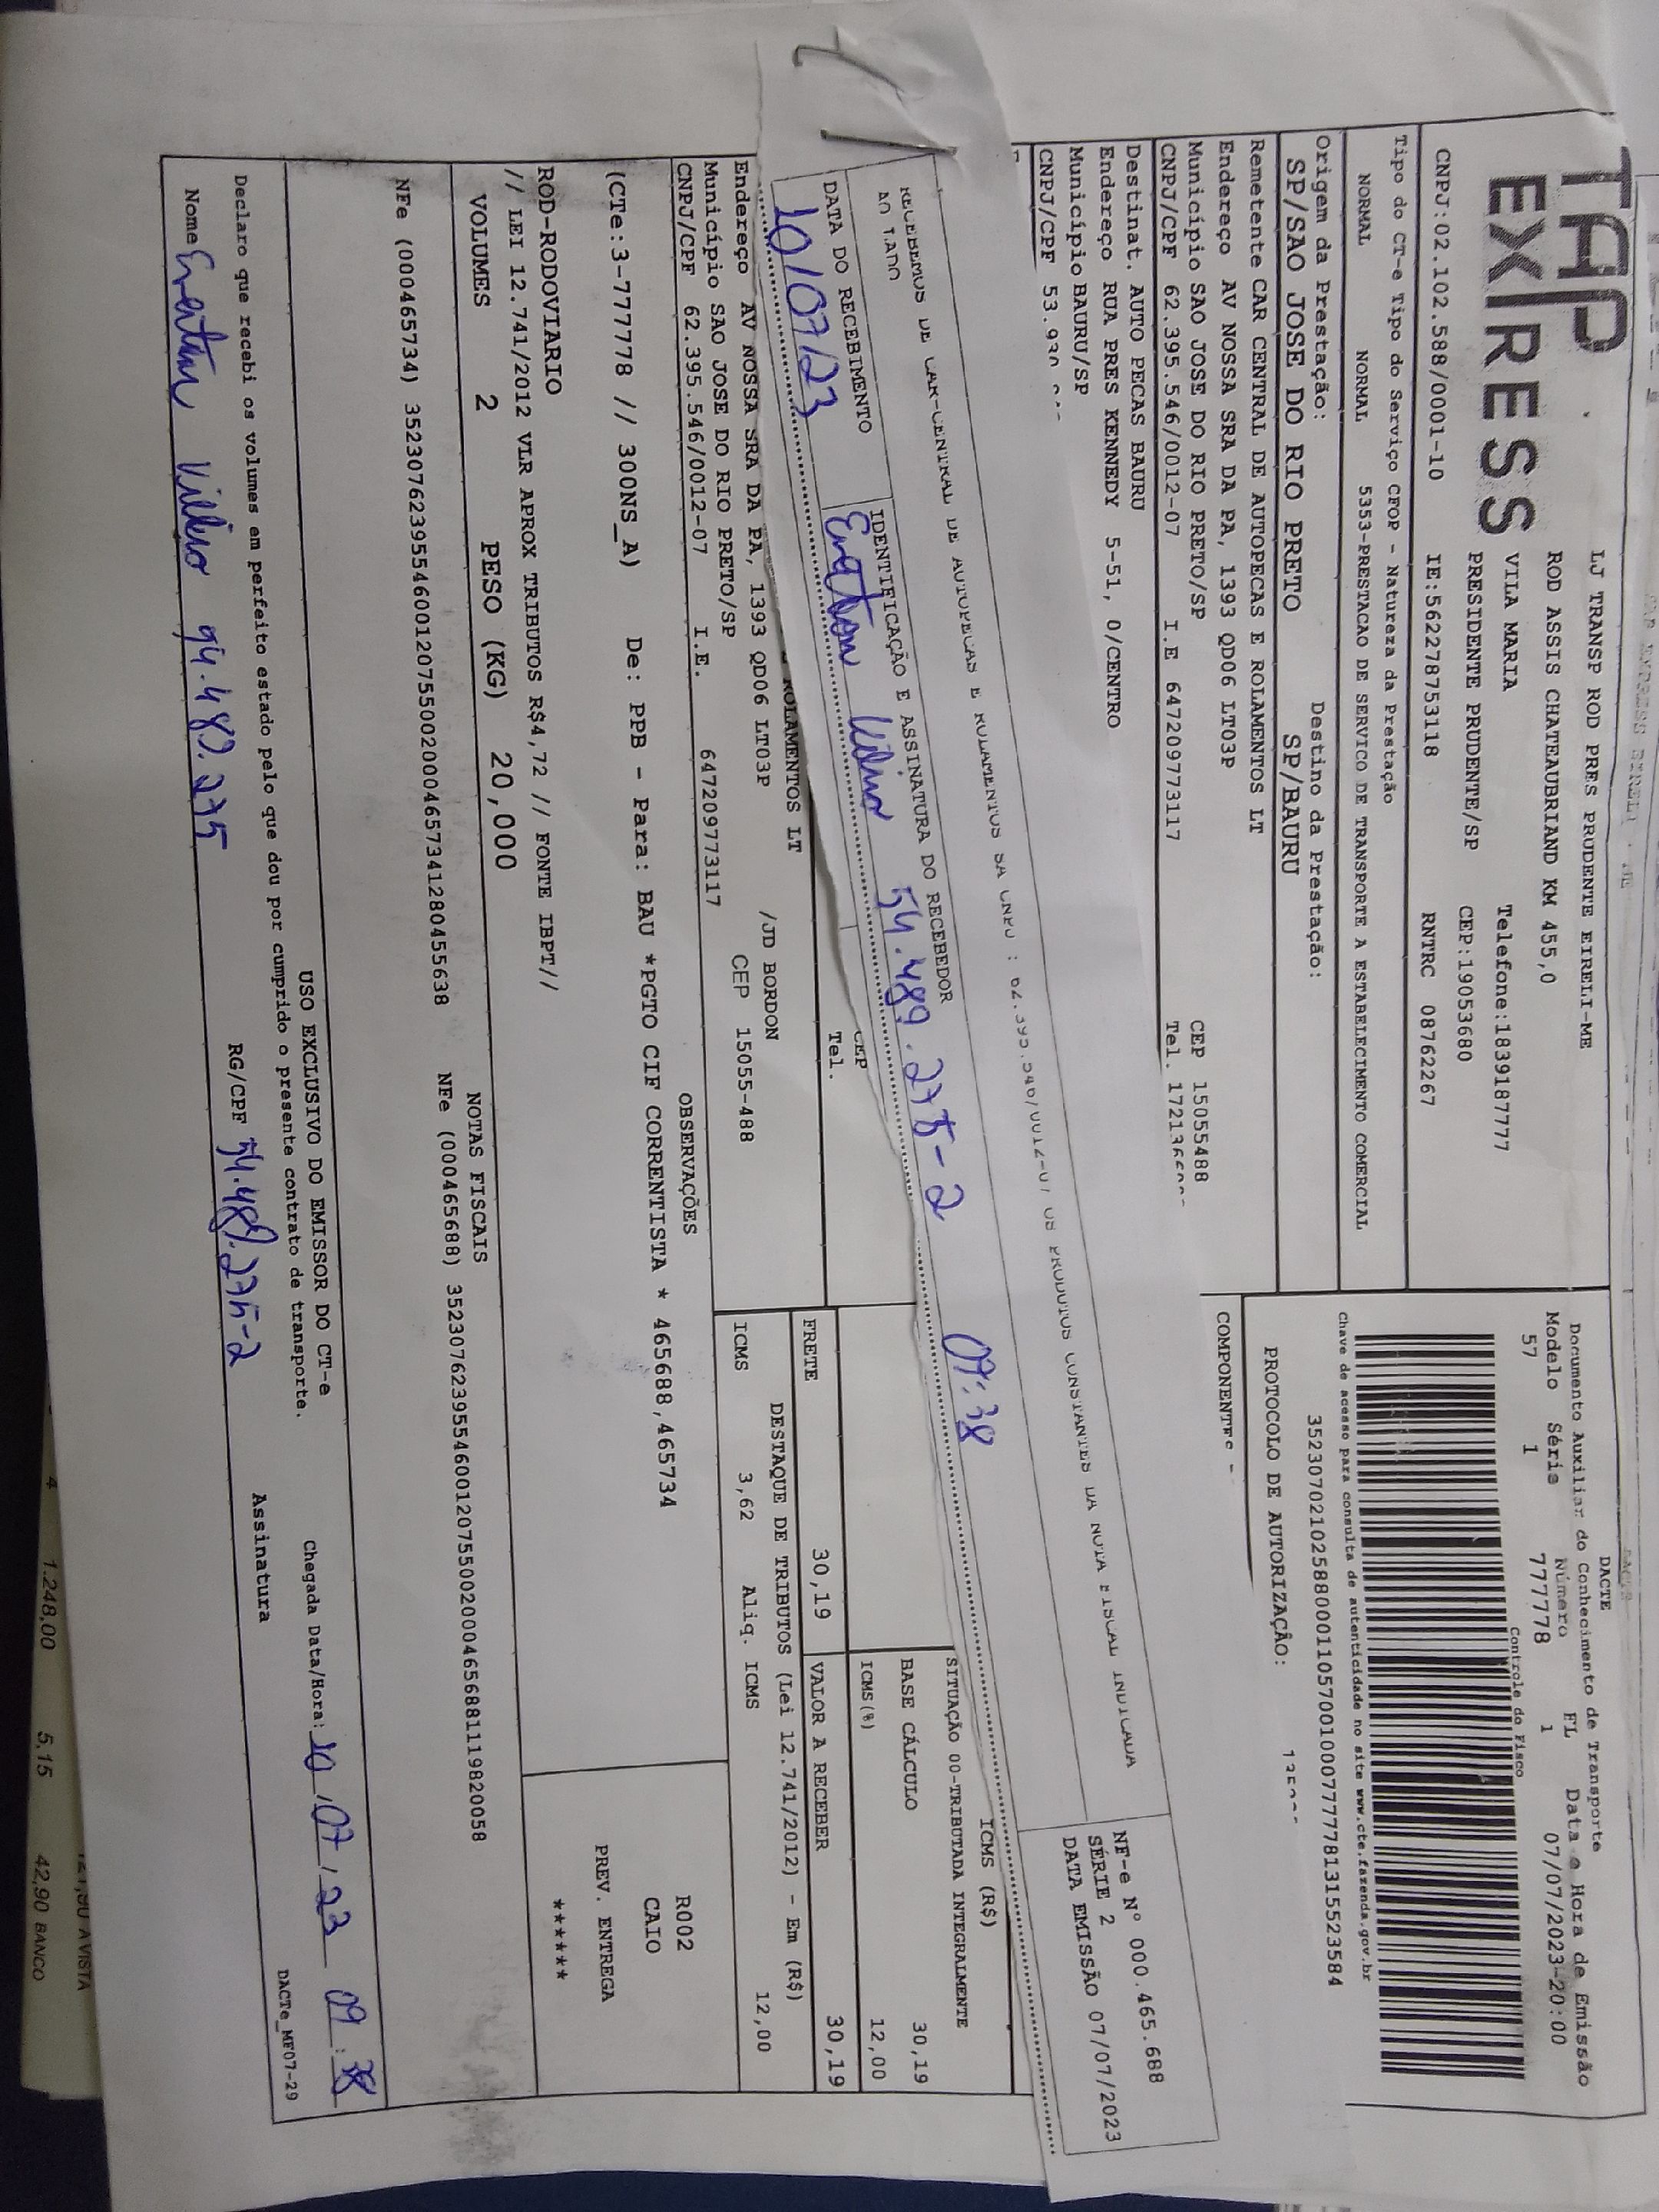 TAP EXPRESS
LJ TRANSP ROD PRES PRUDENTE EIRELI-ME
ROD ASSIS CHATEAUBRIAND KM 455,0
VILA MARIA Telefone:1839187777
PRESIDENTE PRUDENTE/SP CEP:19053680
CNPJ:02.102.588/0001-10 IE:562278753118 RNTRC 08762267
DACTE
Documento Auxiliar do Conhecimento de Transporte
Modelo Série Número FL Data e Hora de Emissão
57 1 777778 1 07/07/2023-20:00
Controle do Fisco
Chave de acesso para consulta de autenticidade no site www.cte.fazenda.gov.br
35230702102588000110570010007777781315523584
PROTOCOLO DE AUTORIZAÇÃO:
Tipo do CT-e Tipo do Serviço CFOP - Natureza da Prestação
NORMAL NORMAL 5353-PRESTACAO DE SERVICO DE TRANSPORTE A ESTABELECIMENTO COMERCIAL
Origem da Prestação: Destino da Prestação:
SP/SAO JOSE DO RIO PRETO SP/BAURU
Remetente CAR CENTRAL DE AUTOPECAS E ROLAMENTOS LT
Endereço AV NOSSA SRA DA PA, 1393 QD06 LT03P
Município SAO JOSE DO RIO PRETO/SP CEP 15055488
CNPJ/CPF 62.395.546/0012-07 I.E 647209773117 Tel.
Destinat. AUTO PECAS BAURU
Endereço RUA PRES KENNEDY 5-51, 0/CENTRO
Município BAURU/SP
CNPJ/CPF 53.930
RECEBEMOS DE CAR-CENTRAL DE AUTOPECAS E ROLAMENTOS SA CNPJ : 62.395.546/0012-07 OS PRODUTOS CONSTANTES DA NOTA FISCAL INDICADA
AO LADO
NF-e Nº 000.465.688
SÉRIE 2
DATA EMISSÃO 07/07/2023
DATA DO RECEBIMENTO IDENTIFICAÇÃO E ASSINATURA DO RECEBEDOR
10/07/23 54.489.275-2 09:38
ICMS (R$)
SITUAÇÃO 00-TRIBUTADA INTEGRALMENTE
BASE CÁLCULO 30,19
ICMS(%) 12,00
CEP
Tel.
FRETE 30,19 VALOR A RECEBER 30,19
ROLAMENTOS LT
Endereço AV NOSSA SRA DA PA, 1393 QD06 LT03P /JD BORDON
Município SAO JOSE DO RIO PRETO/SP CEP 15055-488
CNPJ/CPF 62.395.546/0012-07 I.E. 647209773117
DESTAQUE DE TRIBUTOS (Lei 12.741/2012) - Em (R$)
ICMS 3,62 Aliq. ICMS 12,00
OBSERVAÇÕES
(CTe:3-777778 // 300NS_A) De: PPB - Para: BAU *PGTO CIF CORRENTISTA * 465688,465734
R002
CAIO
PREV. ENTREGA
******
ROD-RODOVIARIO
// LEI 12.741/2012 VLR APROX TRIBUTOS R$4,72 // FONTE IBPT//
VOLUMES 2 PESO (KG) 20,000
NOTAS FISCAIS
NFe (000465734) 35230762395546001207550020004657341280455638 NFe (000465688) 35230762395546001207550020004656881119820058
USO EXCLUSIVO DO EMISSOR DO CT-e
Declaro que recebi os volumes em perfeito estado pelo que dou por cumprido o presente contrato de transporte.
Chegada Data/Hora: 10/07/23 09:38
Nome RG/CPF 54.489.275-2 Assinatura
DACTe_MF07-29
1.248,00 5,15 42,90 BANCO